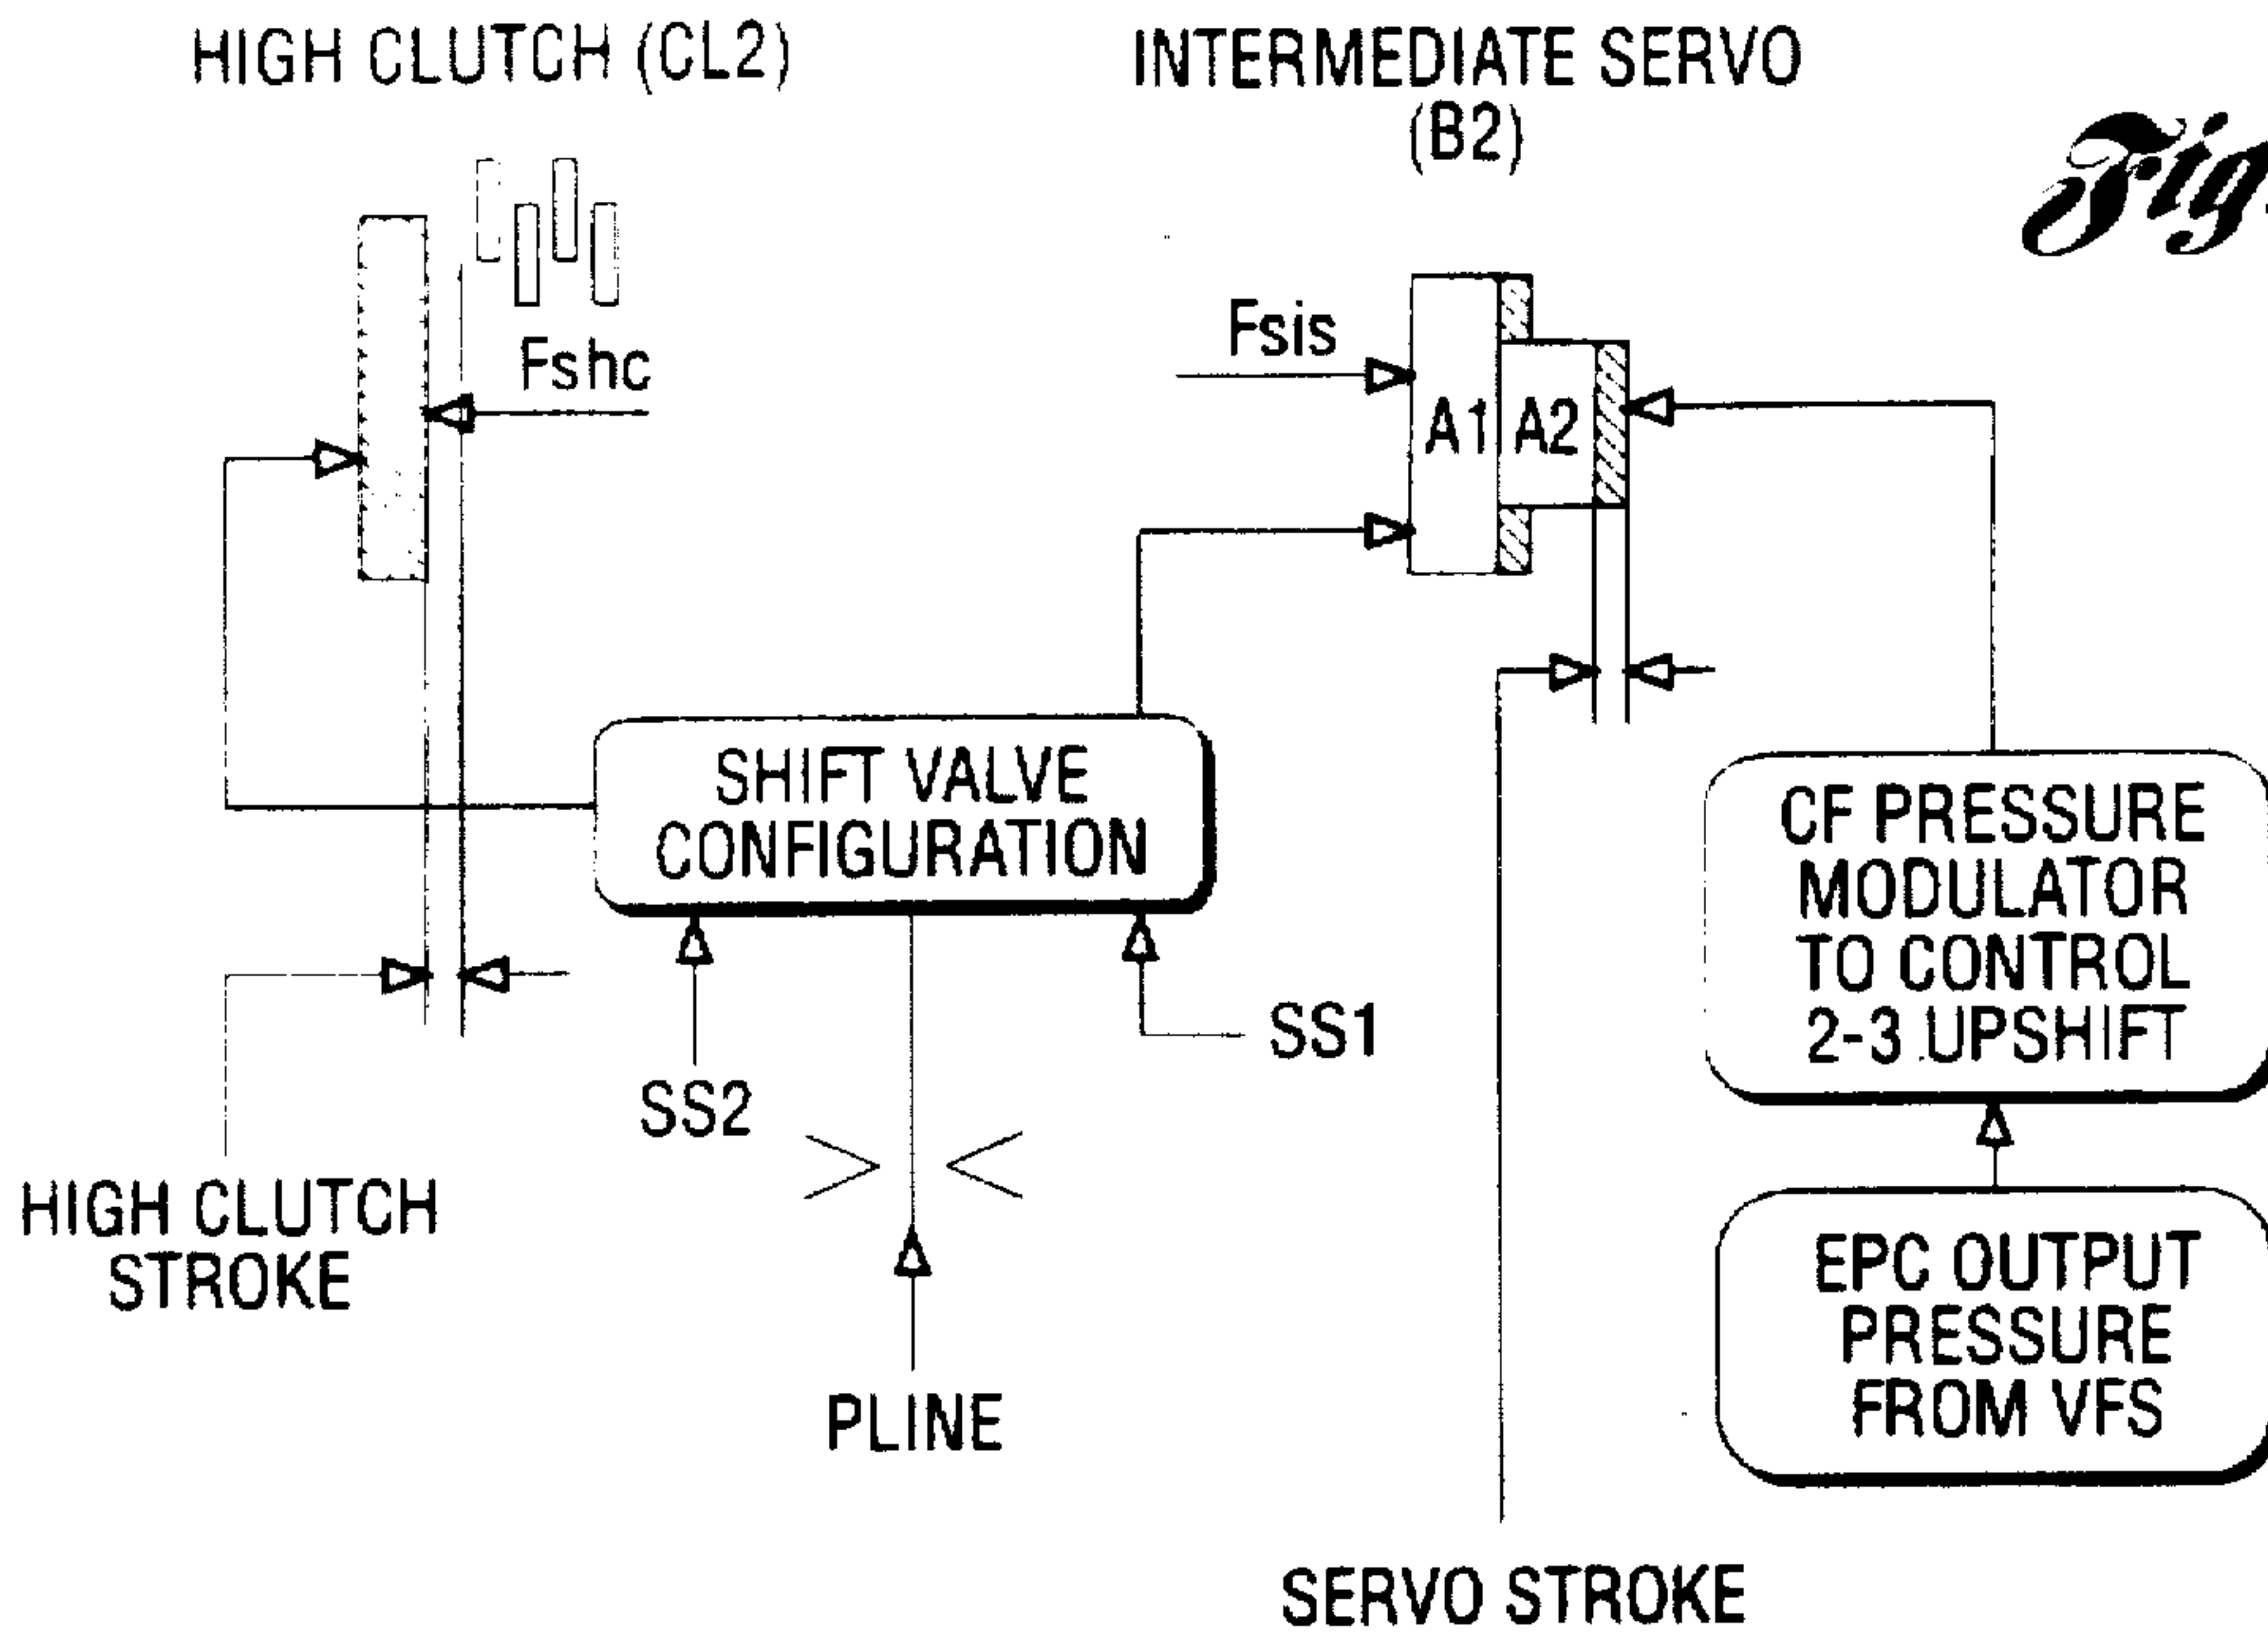 HIGH CLUTCH (CL2)
INTERMEDIATE SERVO
(B2)
Fig.
Fshc
Fsis
A1
A2
SHIFT VALVE
CONFIGURATION
CF PRESSURE
MODULATOR
TO CONTROL
2-3 UPSHIFT
SS1
SS2
HIGH CLUTCH
STROKE
PLINE
EPC OUTPUT
PRESSURE
FROM VFS
SERVO STROKE